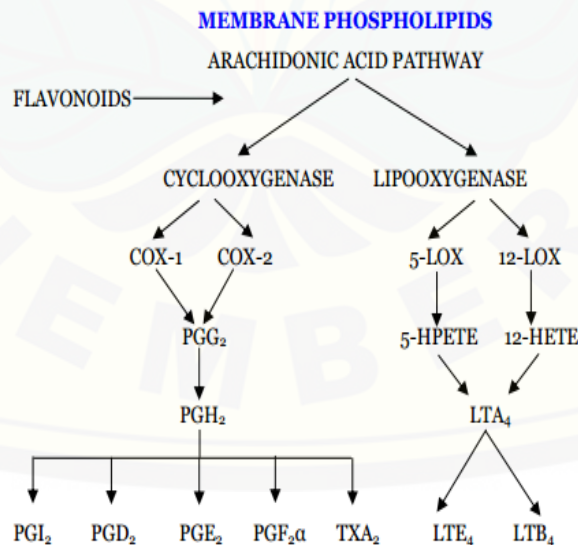 MEMBRANE PHOSPHOLIPIDS
ARACHIDONIC ACID PATHWAY
FLAVONOIDS
CYCLOOXYGENASE LIPOOXYGENASE
COX-1 COX-2 5-LOX 12-LOX
PGG₂ 5-HPETE 12-HETE
PGH₂ LTA₄
PGI₂ PGD₂ PGE₂ PGF₂α TXA₂ LTE₄ LTB₄
EMBER